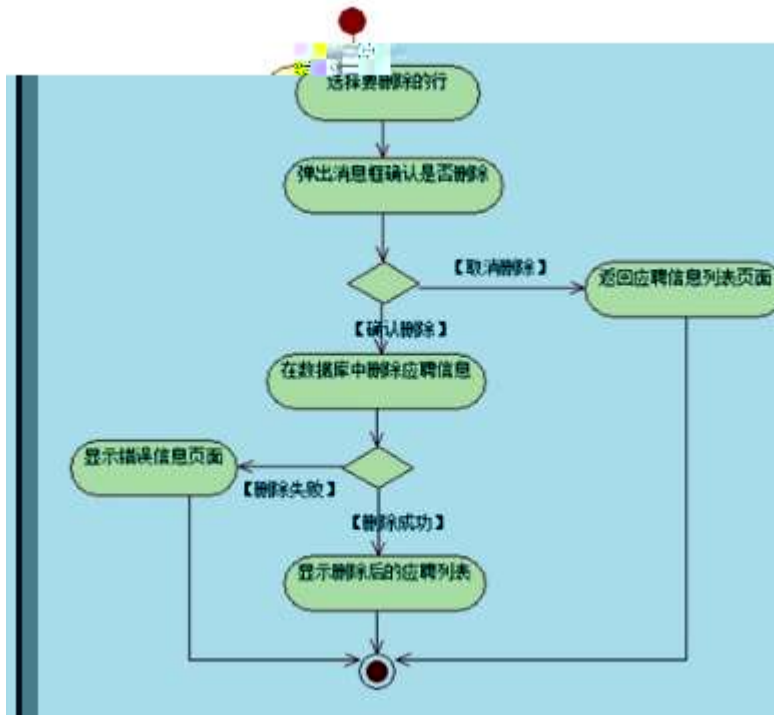 选择要删除的行
弹出消息框确认是否删除
【取消删除】
返回应聘信息列表页面
【确认删除】
在数据库中删除应聘信息
显示错误信息页面
【删除失败】
【删除成功】
显示删除后的应聘列表